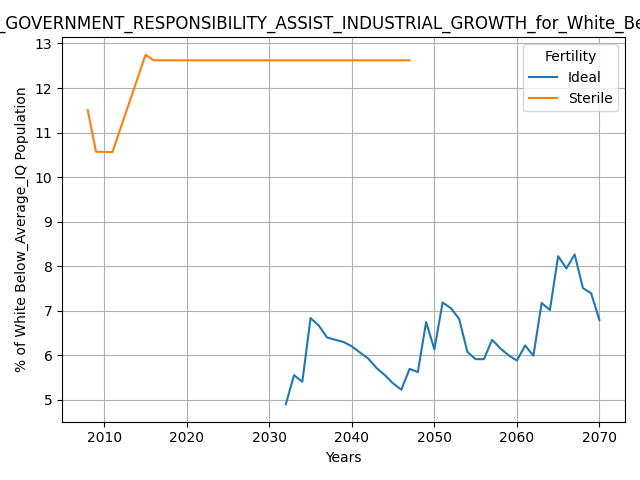 _GOVERNMENT_RESPONSIBILITY_ASSIST_INDUSTRIAL_GROWTH_for_White_Be
Fertility
Ideal
Sterile
13
12
11
10
9
8
7
6
5
% of White Below_Average_IQ Population
2010 2020 2030 2040 2050 2060 2070
Years